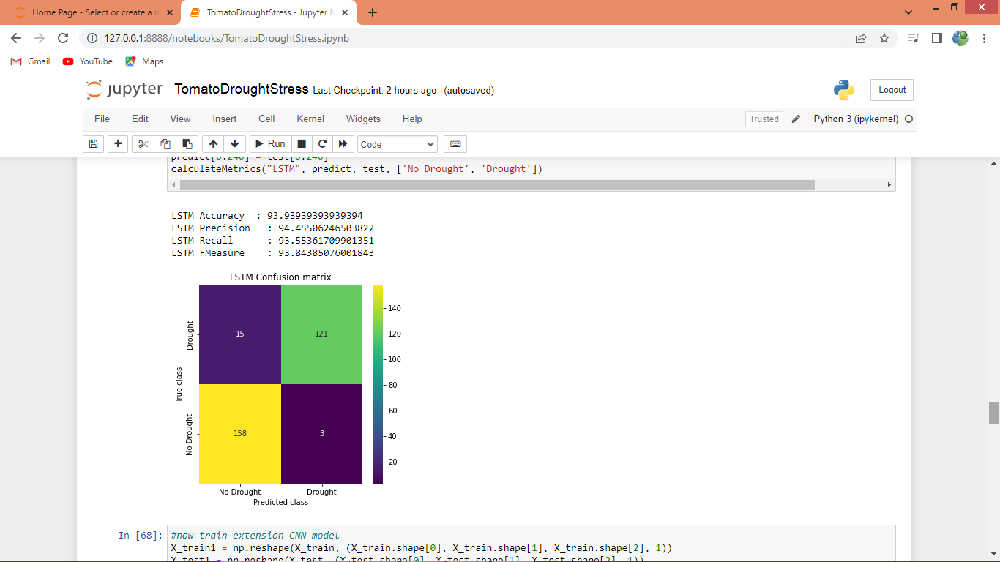 Home Page - Select or create a n
TomatoDroughtStress - Jupyter N
127.0.0.1:8888/notebooks/TomatoDroughtStress.ipynb
Gmail YouTube Maps
jupyter TomatoDroughtStress Last Checkpoint: 2 hours ago (autosaved)
Logout
File Edit View Insert Cell Kernel Widgets Help
Trusted Python 3 (ipykernel)
Run Code
predict[0:240] = test[0:240]
calculateMetrics("LSTM", predict, test, ['No Drought', 'Drought'])
LSTM Accuracy : 93.93939393939394
LSTM Precision : 94.45506246503822
LSTM Recall : 93.55361709901351
LSTM FMeasure : 93.84385076001843
LSTM Confusion matrix
140
Drought
15 121
120
100
True class
80
60
No Drought
158 3
40
20
No Drought Drought
Predicted class
In [68]: #now train extension CNN model
X_train1 = np.reshape(X_train, (X_train.shape[0], X_train.shape[1], X_train.shape[2], 1))
X_test1 = np.reshape(X_test, (X_test.shape[0], X_test.shape[1], X_test.shape[2], 1))